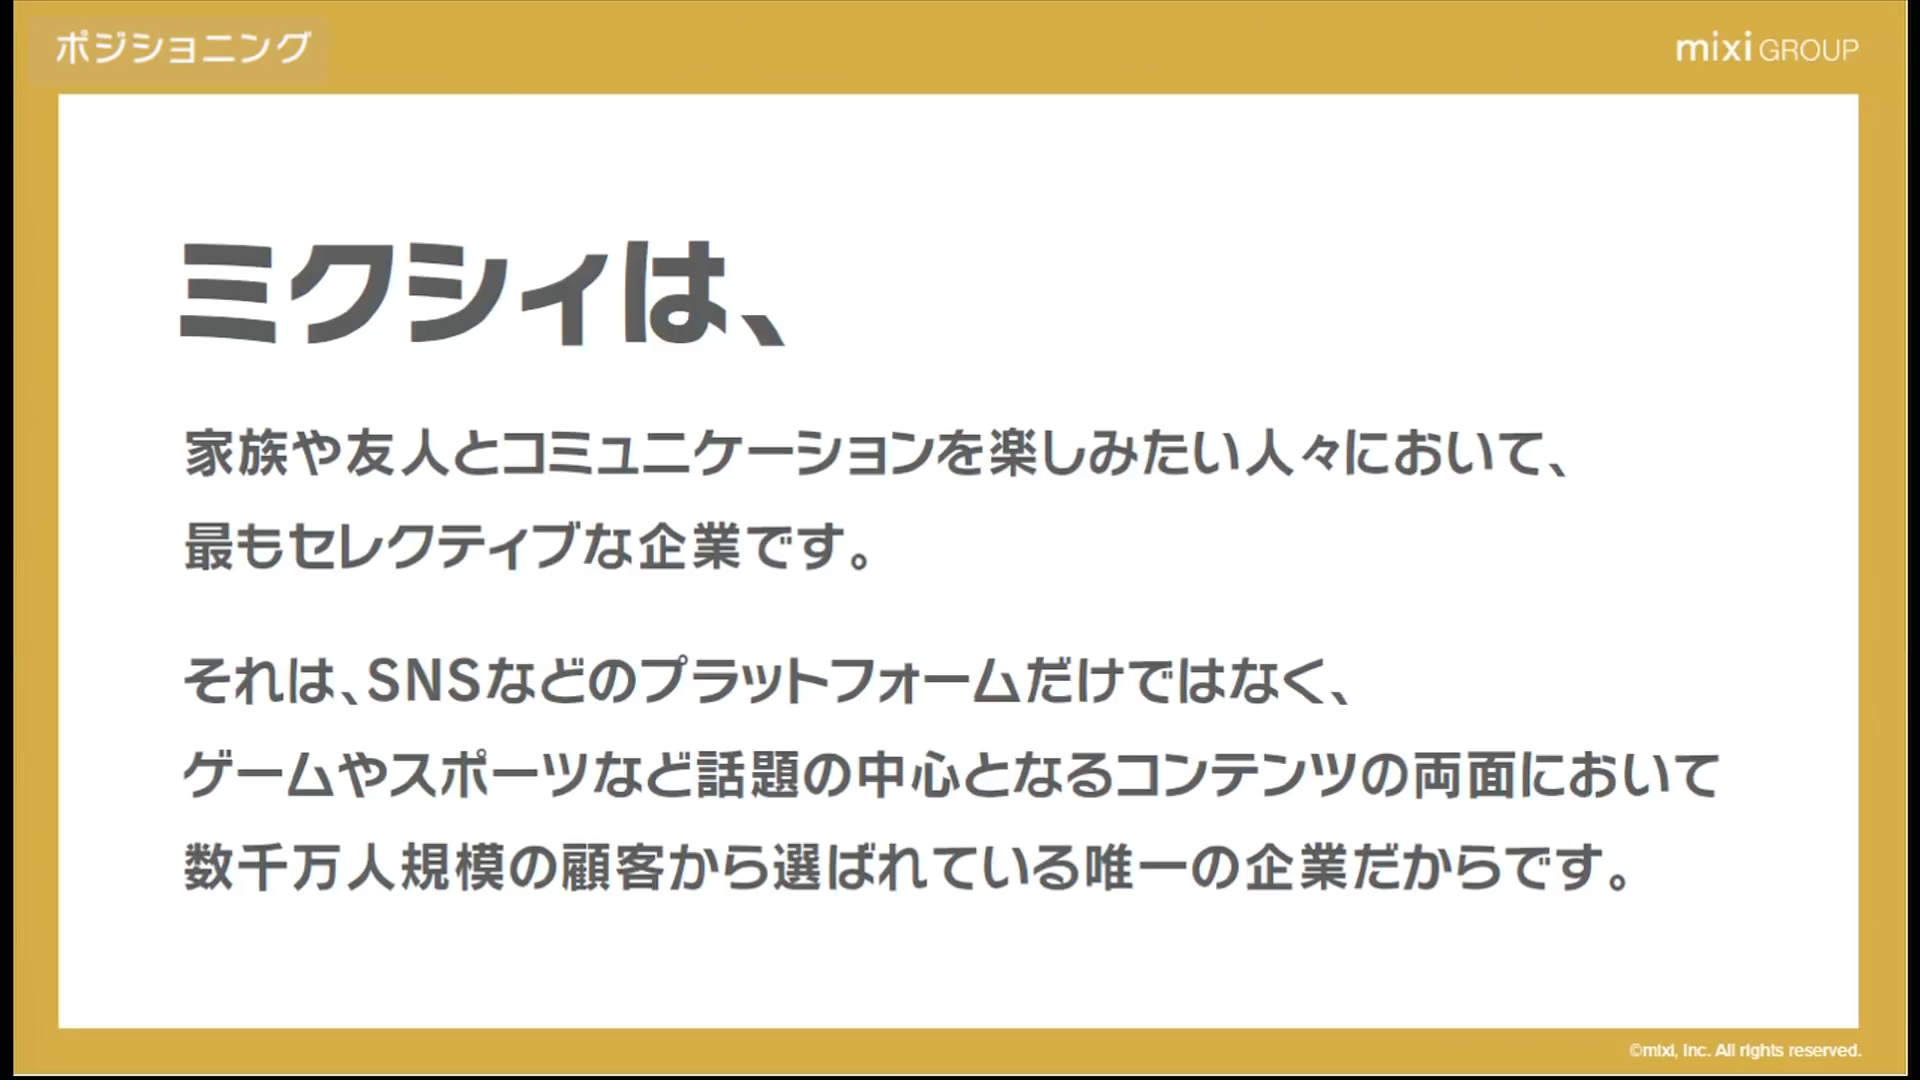 ポジショニング
mixi GROUP
ミクシィは、
家族や友人とコミュニケーションを楽しみたい人々において、
最もセレクティブな企業です。
それは、SNSなどのプラットフォームだけではなく、
ゲームやスポーツなど話題の中心となるコンテンツの両面において
数千万人規模の顧客から選ばれている唯一の企業だからです。
©mixi, Inc. All rights reserved.